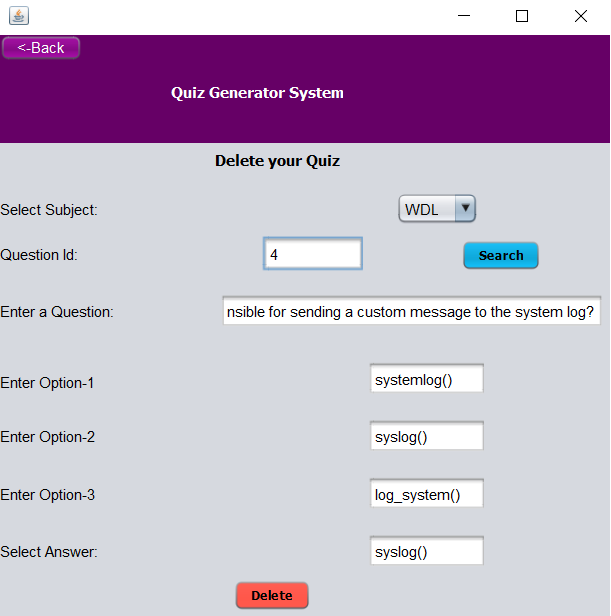 <-Back
Quiz Generator System
Delete your Quiz
Select Subject: WDL
Question Id: 4 Search
Enter a Question: nsible for sending a custom message to the system log?
Enter Option-1 systemlog()
Enter Option-2 syslog()
Enter Option-3 log_system()
Select Answer: syslog()
Delete